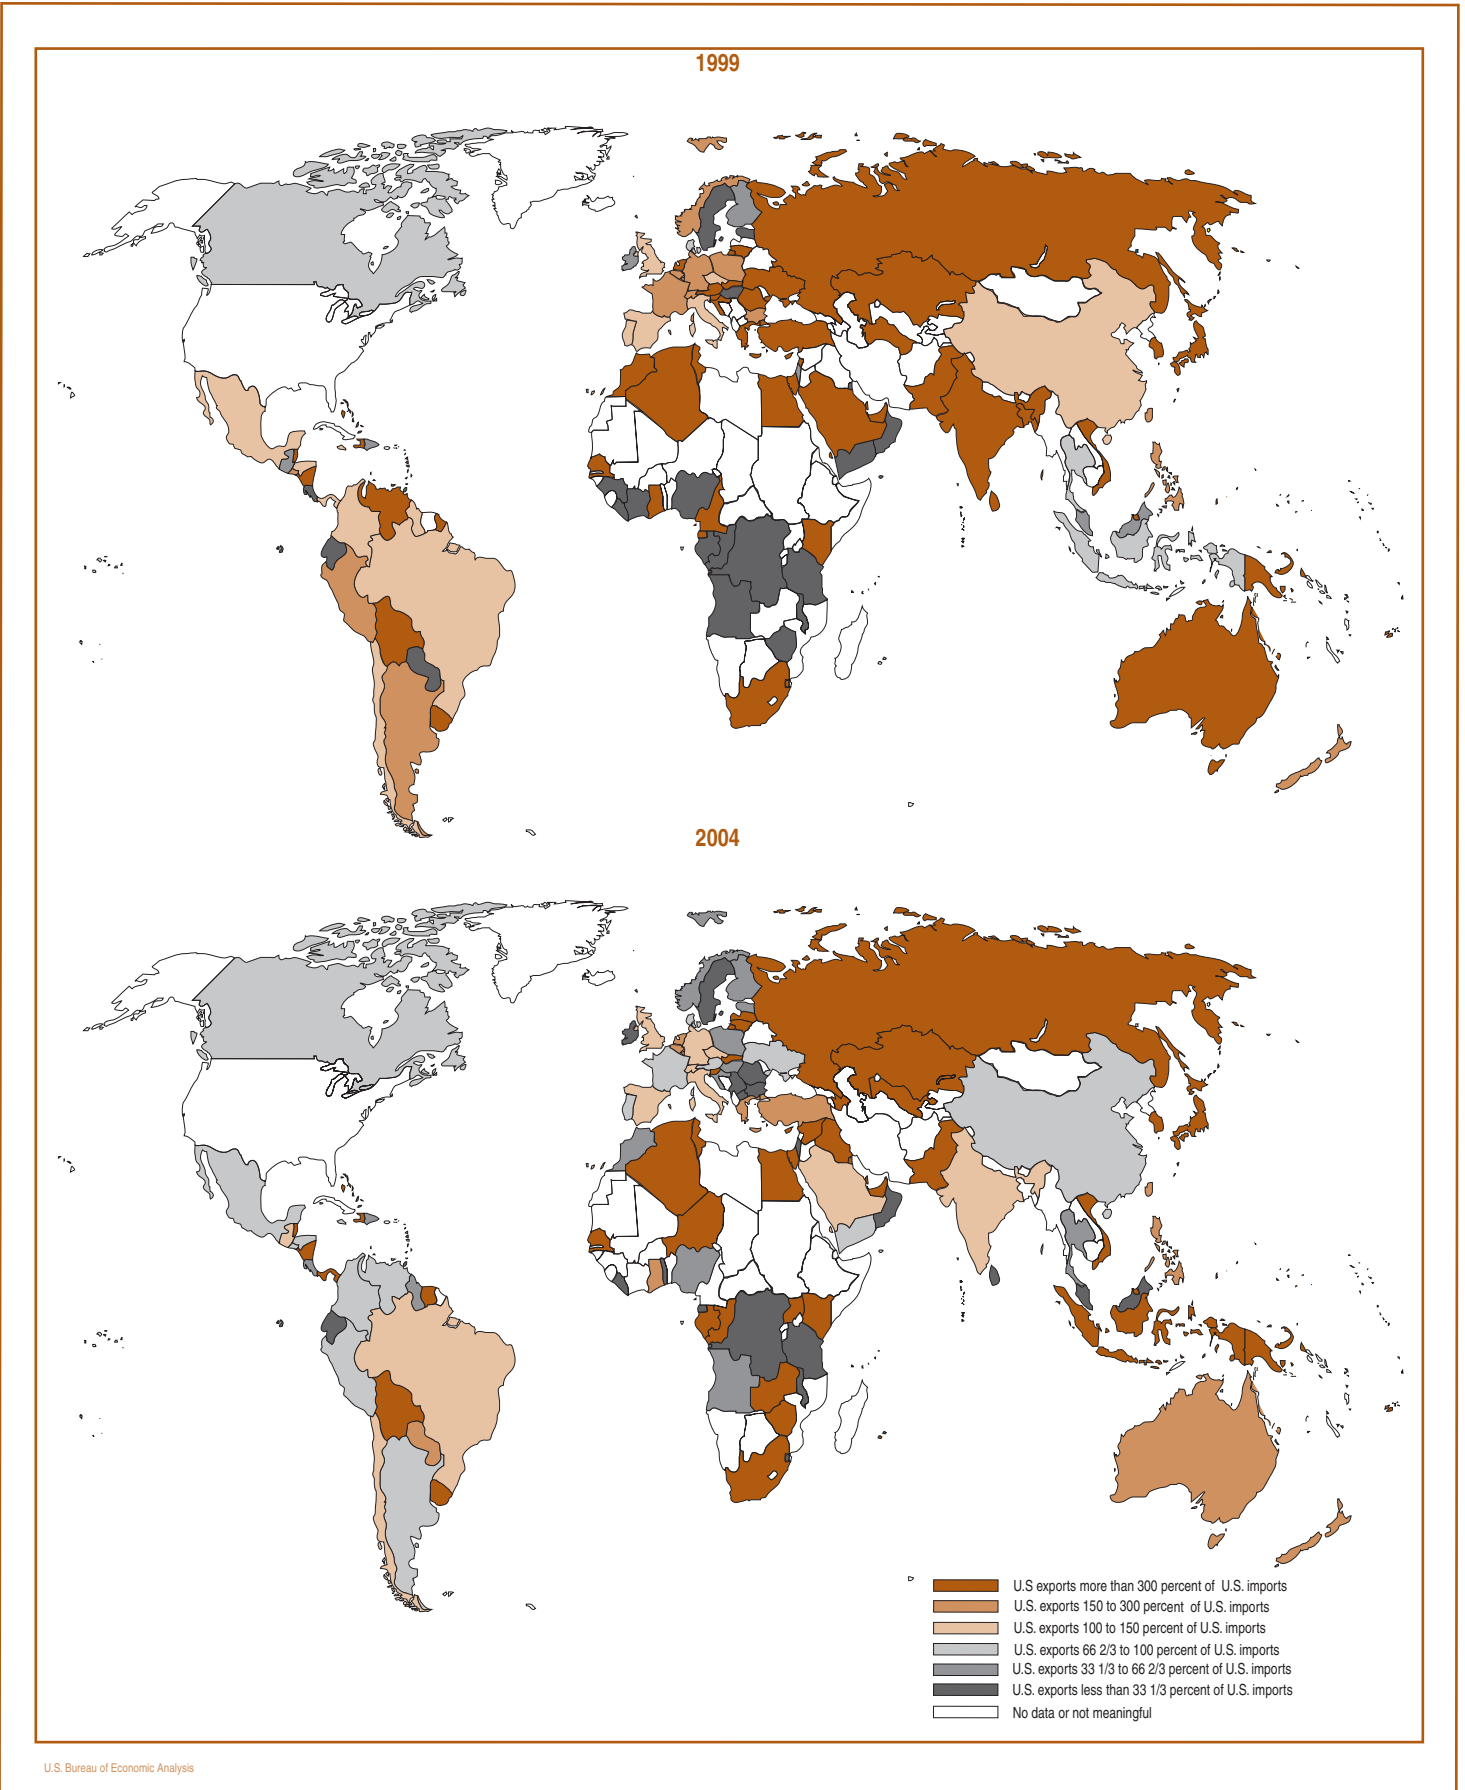 1999
2004
U.S exports more than 300 percent of U.S. imports
U.S. exports 150 to 300 percent of U.S. imports
U.S. exports 100 to 150 percent of U.S. imports
U.S. exports 66 2/3 to 100 percent of U.S. imports
U.S. exports 33 1/3 to 66 2/3 percent of U.S. imports
U.S. exports less than 33 1/3 percent of U.S. imports
No data or not meaningful
U.S. Bureau of Economic Analysis